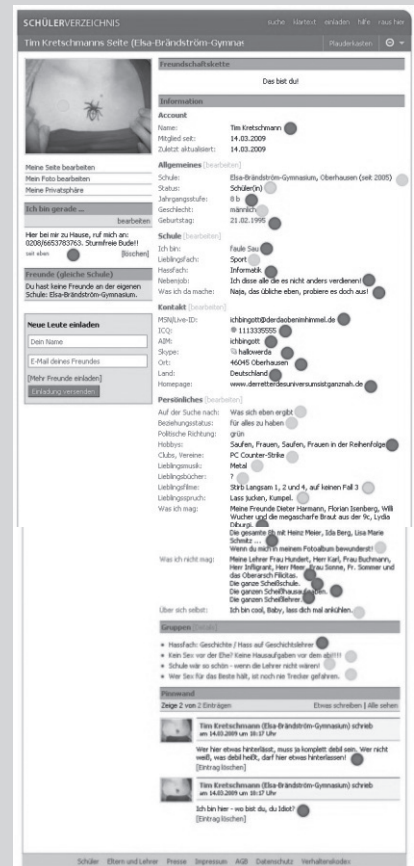 SCHÜLERVERZEICHNIS
suche klartext einladen hilfe raus hier
Tim Kretschmanns Seite (Elsa-Brändström-Gymnas
Plauderkasten
Meine Seite bearbeiten
Mein Foto bearbeiten
Meine Privatsphäre
Ich bin gerade ...
bearbeiten
Hier bei mir zu Hause, ruf mich an:
0208/6653783763. Sturmfreie Bude!!
seit eben [löschen]
Freunde (gleiche Schule)
Du hast keine Freunde an der eigenen
Schule: Elsa-Brändström-Gymnasium.
Neue Leute einladen
Dein Name
E-Mail deines Freundes
[Mehr Freunde einladen]
Einladung versenden
Freundschaftskette
Das bist du!
Information
Account
Name: Tim Kretschmann
Mitglied seit: 14.03.2009
Zuletzt aktualisiert: 14.03.2009
Allgemeines [bearbeiten]
Schule: Elsa-Brändström-Gymnasium, Oberhausen (seit 2005)
Status: Schüler(in)
Jahrgangsstufe: 8 b
Geschlecht: männlich
Geburtstag: 21.02.1995
Schule [bearbeiten]
Ich bin: faule Sau
Lieblingsfach: Sport
Hassfach: Informatik
Nebenjob: Ich disse alle die es nicht anders verdienen!
Was ich da mache: Naja, das übliche eben, probiere es doch aus!
Kontakt [bearbeiten]
MSN/Live-ID: ichbingott@derdaobenimhimmel.de
ICQ: 1113335555
AIM: ichbingott
Skype: hallowerda
Ort: 46045 Oberhausen
Land: Deutschland
Homepage: www.derretterdesuniversumsistganznah.de
Persönliches [bearbeiten]
Auf der Suche nach: Was sich eben ergibt
Beziehungsstatus: für alles zu haben
Politische Richtung: grün
Hobbys: Saufen, Frauen, Saufen, Frauen in der Reihenfolge
Clubs, Vereine: PC Counter-Strike
Lieblingsmusik: Metal
Lieblingsbücher: ?
Lieblingsfilme: Stirb Langsam 1, 2 und 4, auf keinen Fall 3
Lieblingsspruch: Lass jucken, Kumpel.
Was ich mag: Meine Freunde Dieter Harmann, Florian Isenberg, Willi
Wucher und die megascharfe Braut aus der 9c, Lydia
Diburgi.
Die gesamte 8b mit Heinz Meier, Ida Berg, Lisa Marie
Schmitz ...
Wenn du mich in meinem Fotoalbum bewunderst!
Was ich nicht mag: Meine Lehrer Frau Hundert, Herr Karl, Frau Buchmann,
Herr Infigrant, Herr Meer, Frau Sonne, Fr. Sommer und
das Oberarsch Filicitas.
Die ganze Scheißschule.
Die ganzen Scheißhausaufgaben.
Die ganzen Scheißlehrer.
Über sich selbst: Ich bin cool, Baby, lass dich mal ankühlen.
Gruppen
Hassfach: Geschichte / Hass auf Geschichtslehrer
Kein Sex vor der Ehe? Keine Hausaufgaben vor dem abi!!!!
Schule wär so schön - wenn die Lehrer nicht wären!
Wer Sex für das Beste hält, ist noch nie Trecker gefahren.
Pinnwand
Zeige 2 von 2 Einträgen Etwas schreiben | Alle sehen
Tim Kretschmann (Elsa-Brändström-Gymnasium) schrieb
am 14.03.2009 um 18:17 Uhr
Wer hier etwas hinterlässt, muss ja komplett debil sein. Wer nicht
weiß, was debil heißt, darf hier etwas hinterlassen!
[Eintrag löschen]
Tim Kretschmann (Elsa-Brändström-Gymnasium) schrieb
am 14.03.2009 um 18:17 Uhr
Ich bin hier - wo bist du, du Idiot?
[Eintrag löschen]
Schüler Eltern und Lehrer Presse Impressum AGB Datenschutz Verhaltenskodex